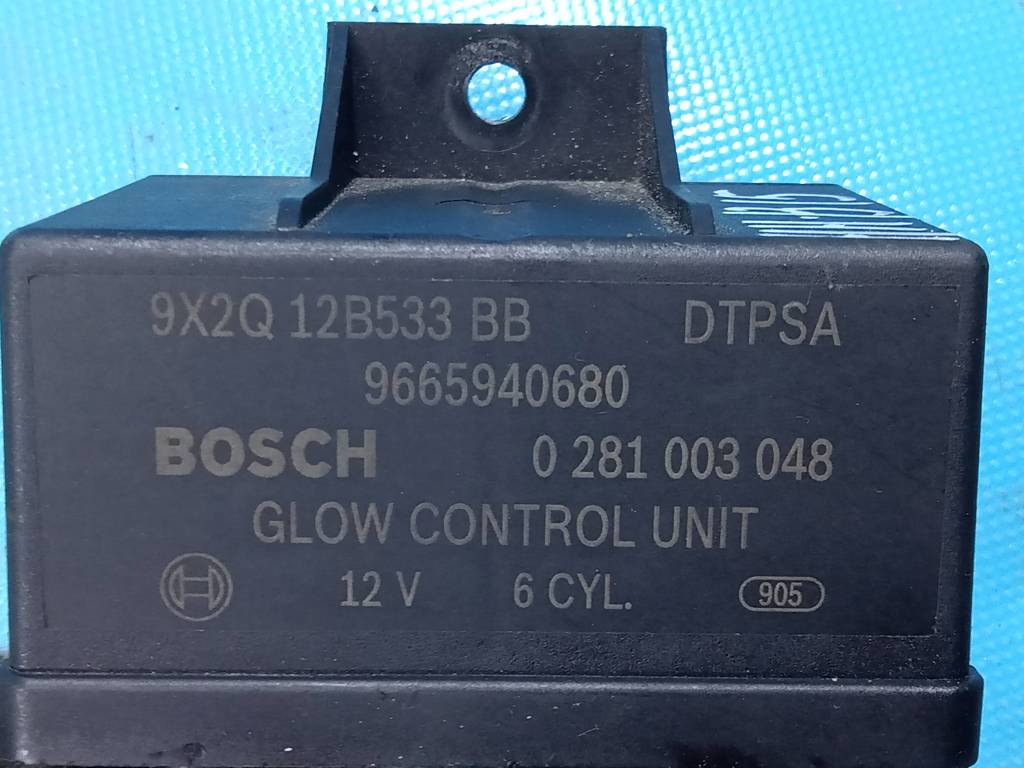 9X2Q 12B533 BB DTPSA
9665940680
BOSCH 0 281 003 048
GLOW CONTROL UNIT
12 V 6 CYL. 905